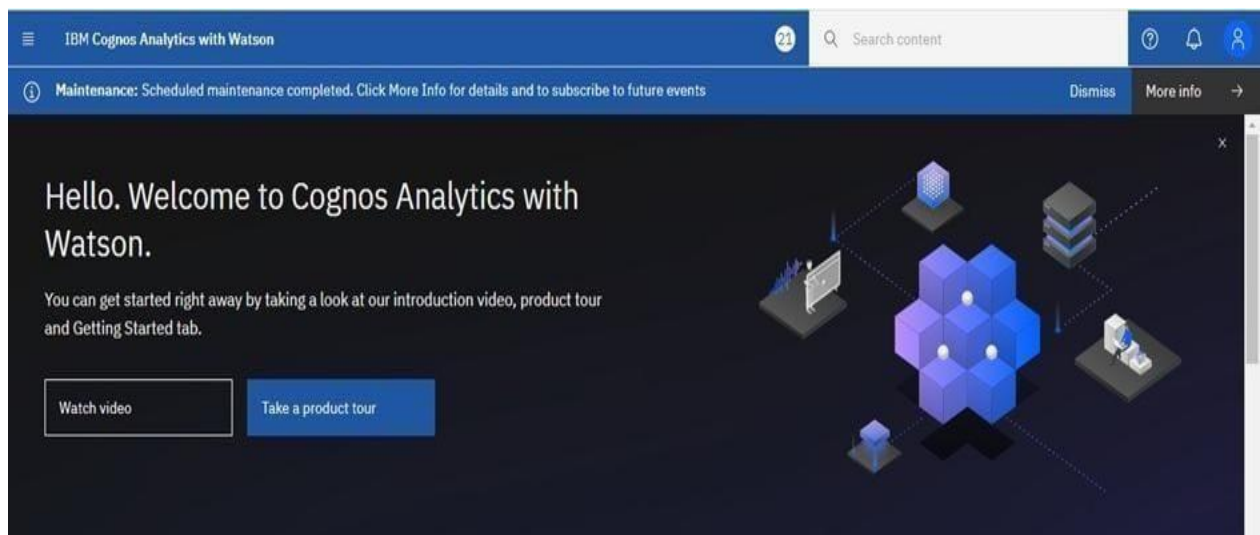 IBM Cognos Analytics with Watson
21
Search content
Maintenance: Scheduled maintenance completed. Click More Info for details and to subscribe to future events
Dismiss
More info
Hello. Welcome to Cognos Analytics with
Watson.
You can get started right away by taking a look at our introduction video, product tour
and Getting Started tab.
Watch video
Take a product tour